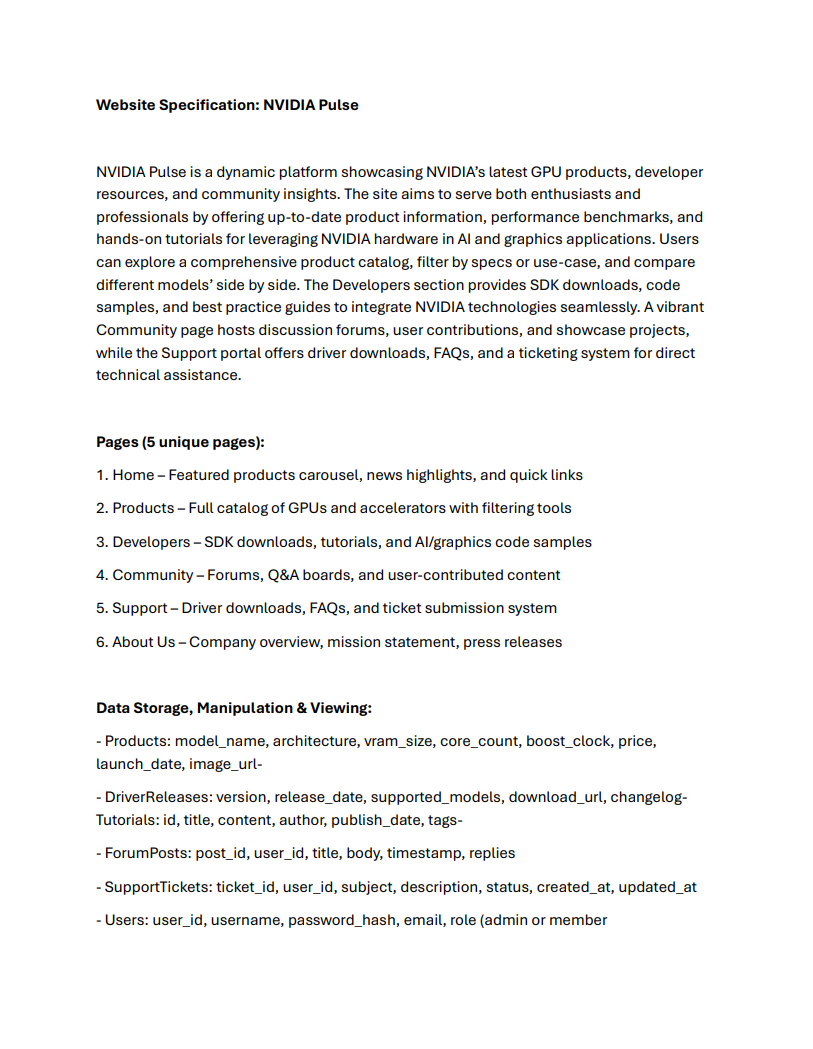 Website Specification: NVIDIA Pulse
NVIDIA Pulse is a dynamic platform showcasing NVIDIA’s latest GPU products, developer
resources, and community insights. The site aims to serve both enthusiasts and
professionals by offering up-to-date product information, performance benchmarks, and
hands-on tutorials for leveraging NVIDIA hardware in AI and graphics applications. Users
can explore a comprehensive product catalog, filter by specs or use-case, and compare
different models’ side by side. The Developers section provides SDK downloads, code
samples, and best practice guides to integrate NVIDIA technologies seamlessly. A vibrant
Community page hosts discussion forums, user contributions, and showcase projects,
while the Support portal offers driver downloads, FAQs, and a ticketing system for direct
technical assistance.
Pages (5 unique pages):
1. Home – Featured products carousel, news highlights, and quick links
2. Products – Full catalog of GPUs and accelerators with filtering tools
3. Developers – SDK downloads, tutorials, and AI/graphics code samples
4. Community – Forums, Q&A boards, and user-contributed content
5. Support – Driver downloads, FAQs, and ticket submission system
6. About Us – Company overview, mission statement, press releases
Data Storage, Manipulation & Viewing:
- Products: model_name, architecture, vram_size, core_count, boost_clock, price,
launch_date, image_url-
- DriverReleases: version, release_date, supported_models, download_url, changelog-
Tutorials: id, title, content, author, publish_date, tags-
- ForumPosts: post_id, user_id, title, body, timestamp, replies
- SupportTickets: ticket_id, user_id, subject, description, status, created_at, updated_at
- Users: user_id, username, password_hash, email, role (admin or member